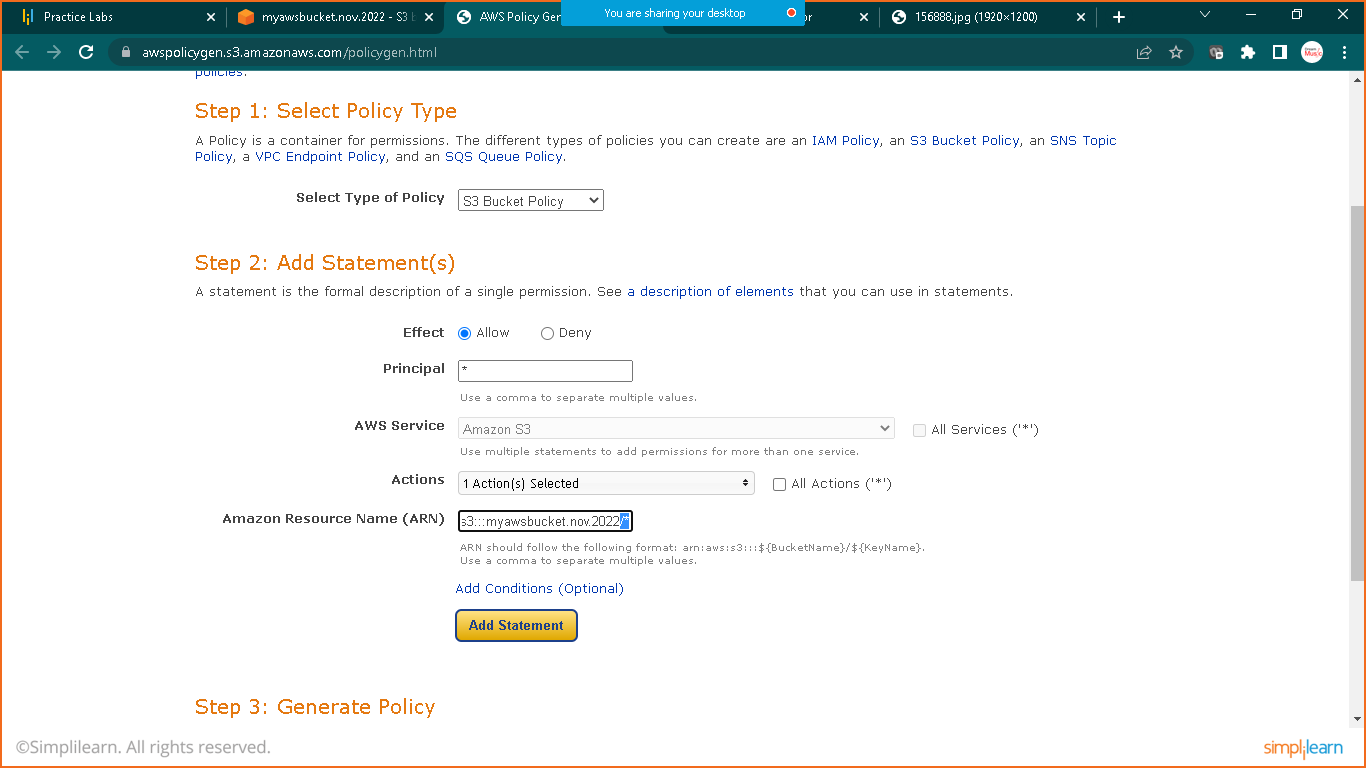 Practice Labs
myawsbucket.nov.2022 - S3 b
AWS Policy Gen
You are sharing your desktop
or
156888.jpg (1920×1200)
awspolicygen.s3.amazonaws.com/policygen.html
policies.
Step 1: Select Policy Type
A Policy is a container for permissions. The different types of policies you can create are an IAM Policy, an S3 Bucket Policy, an SNS Topic
Policy, a VPC Endpoint Policy, and an SQS Queue Policy.
Select Type of Policy
S3 Bucket Policy
Step 2: Add Statement(s)
A statement is the formal description of a single permission. See a description of elements that you can use in statements.
Effect
Allow
Deny
Principal
*
Use a comma to separate multiple values.
AWS Service
Amazon S3
All Services ('*')
Use multiple statements to add permissions for more than one service.
Actions
1 Action(s) Selected
All Actions ('*')
Amazon Resource Name (ARN)
s3:::myawsbucket.nov.2022/*
ARN should follow the following format: arn:aws:s3:::${BucketName}/${KeyName}.
Use a comma to separate multiple values.
Add Conditions (Optional)
Add Statement
Step 3: Generate Policy
©Simplilearn. All rights reserved.
simplilearn